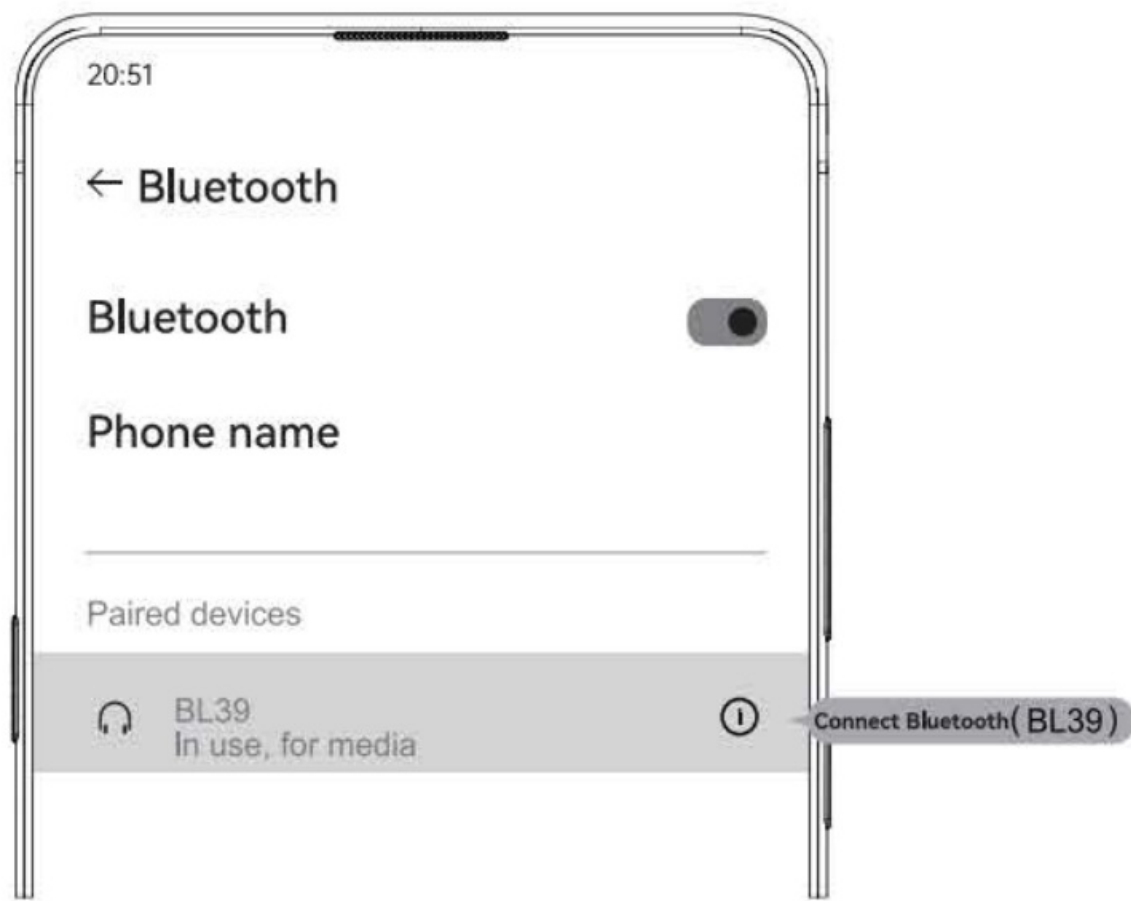 20:51
← Bluetooth
Bluetooth
Phone name
Paired devices
BL39
In use, for media
Connect Bluetooth(BL39)